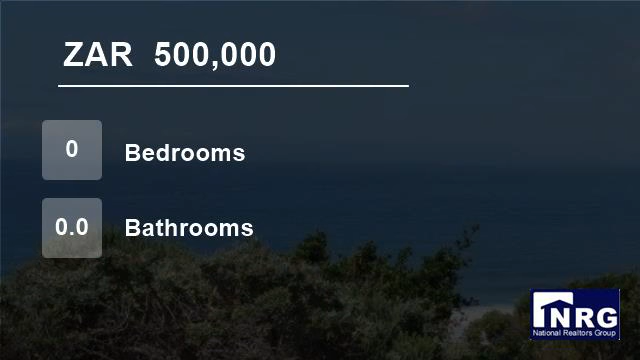 ZAR 500,000
0 Bedrooms
0.0 Bathrooms
NRG
National Realtors Group